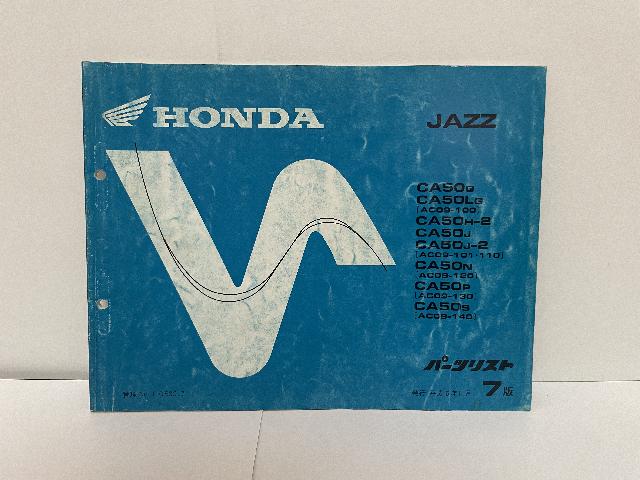 HONDA
JAZZ
CA50G
CA50LG
[AC09-100]
CA50H-2
CA50J
CA50J-2
[AC09-101・110]
CA50N
[AC09-120]
CA50P
[AC09-130]
CA50S
[AC09-140]
パーツリスト
7版